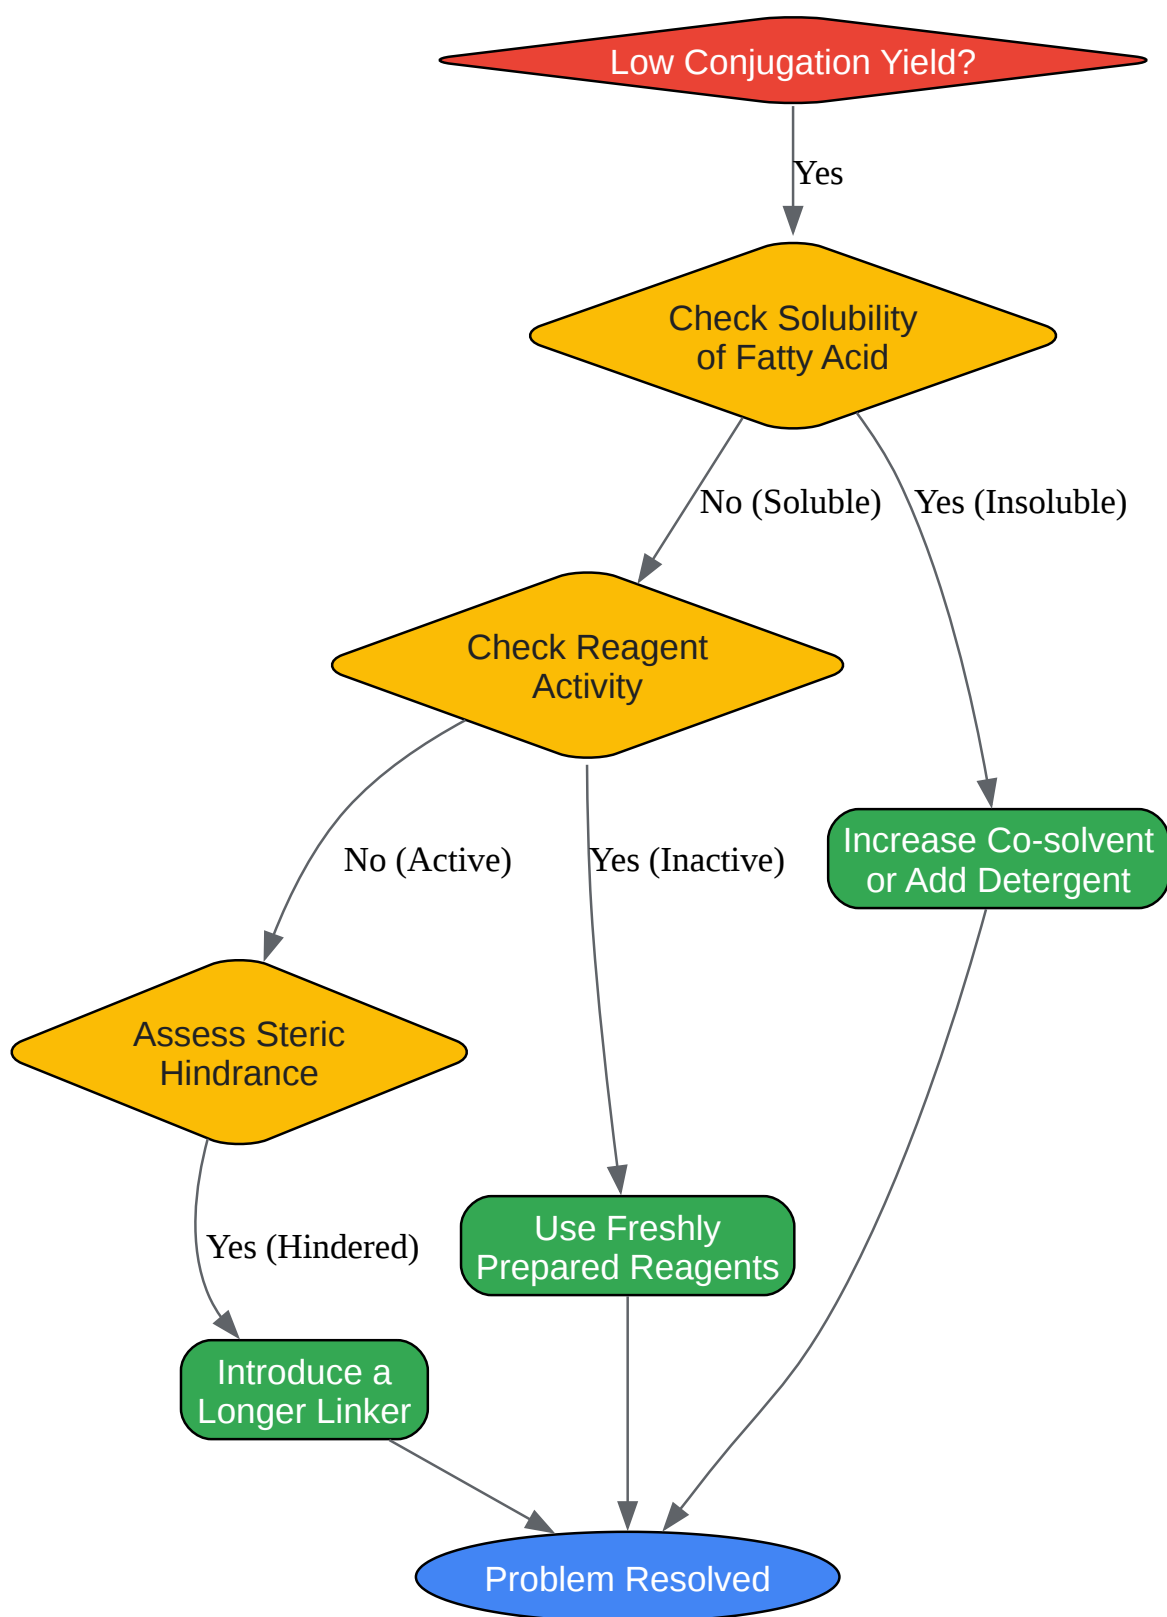 Low Conjugation Yield?
Yes
Check Solubility
of Fatty Acid
No (Soluble)
Yes (Insoluble)
Check Reagent
Activity
Increase Co-solvent
or Add Detergent
No (Active)
Yes (Inactive)
Assess Steric
Hindrance
Yes (Hindered)
Use Freshly
Prepared Reagents
Introduce a
Longer Linker
Problem Resolved